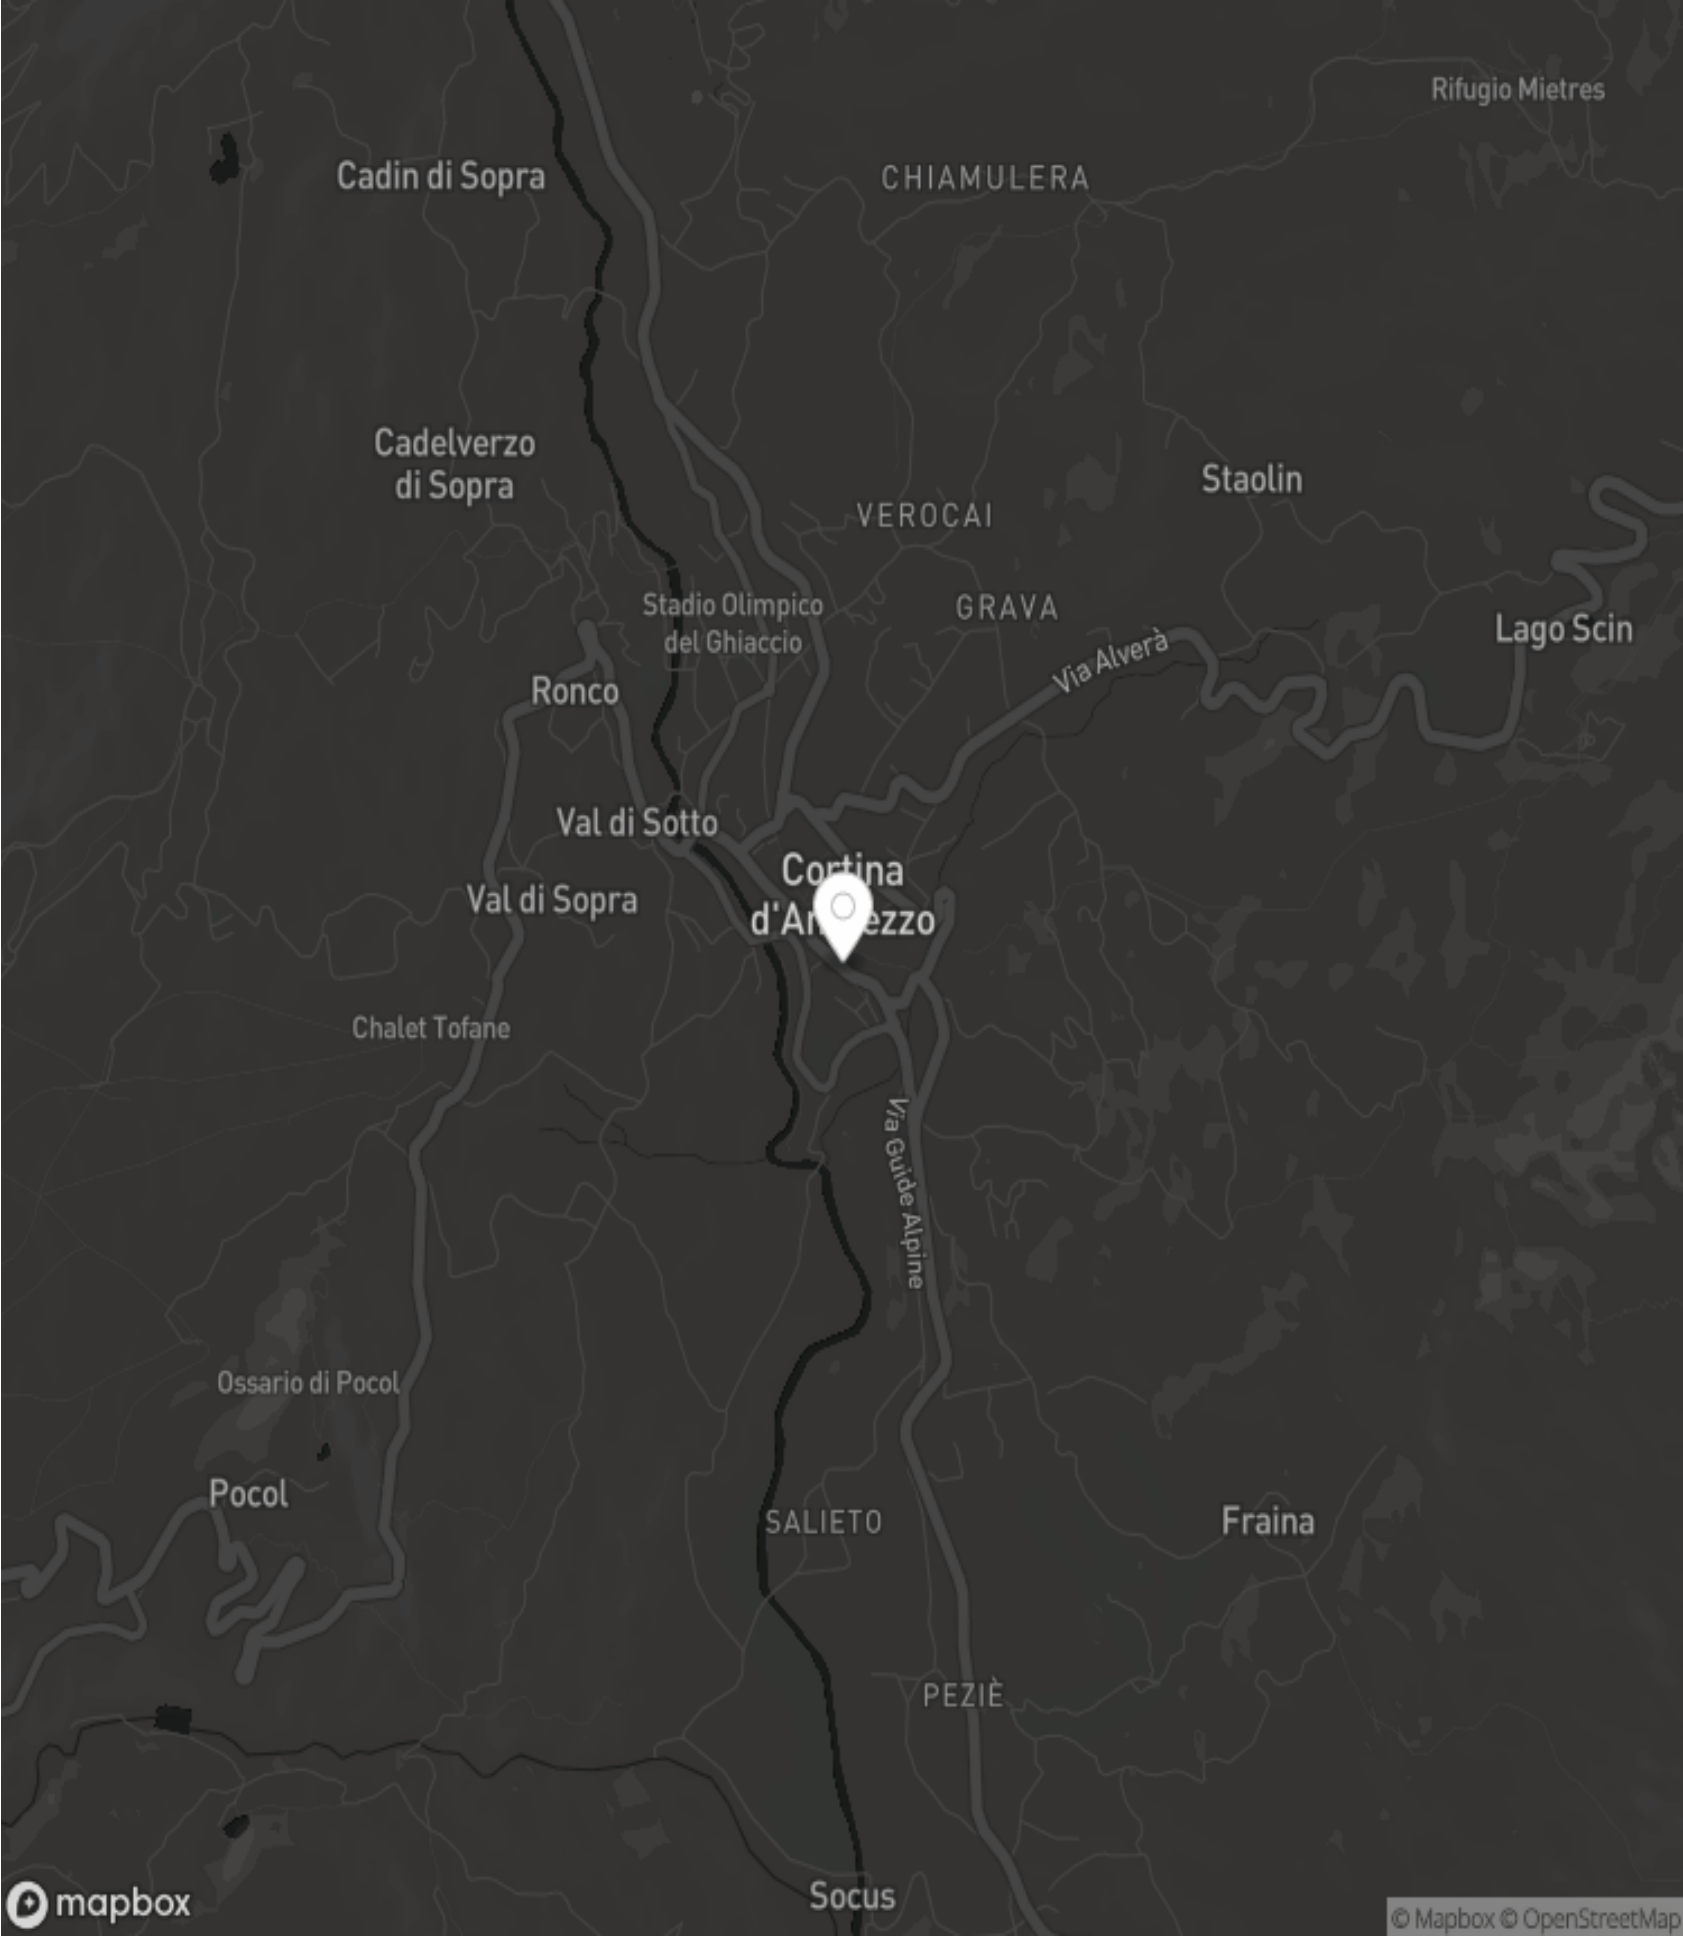 Rifugio Mietres
Cadin di Sopra
CHIAMULERA
Cadelverzo
di Sopra
Staolin
VEROCAI
Stadio Olimpico
del Ghiaccio
GRAVA
Lago Scin
Via Alverà
Ronco
Val di Sotto
Cortina
Val di Sopra
Chalet Tofane
Via Guide Alpine
Ossario di Pocol
Pocol
SALIETO
Fraina
PEZIÈ
Socus
mapbox
© Mapbox © OpenStreetMap